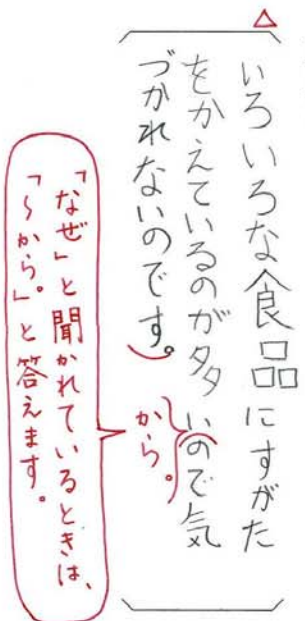 △
いろいろな食品にすがた
をかえているのが多いので気
づかれないのです。
から。
「なぜ」と聞かれているときは、
「〜から。」と答えます。